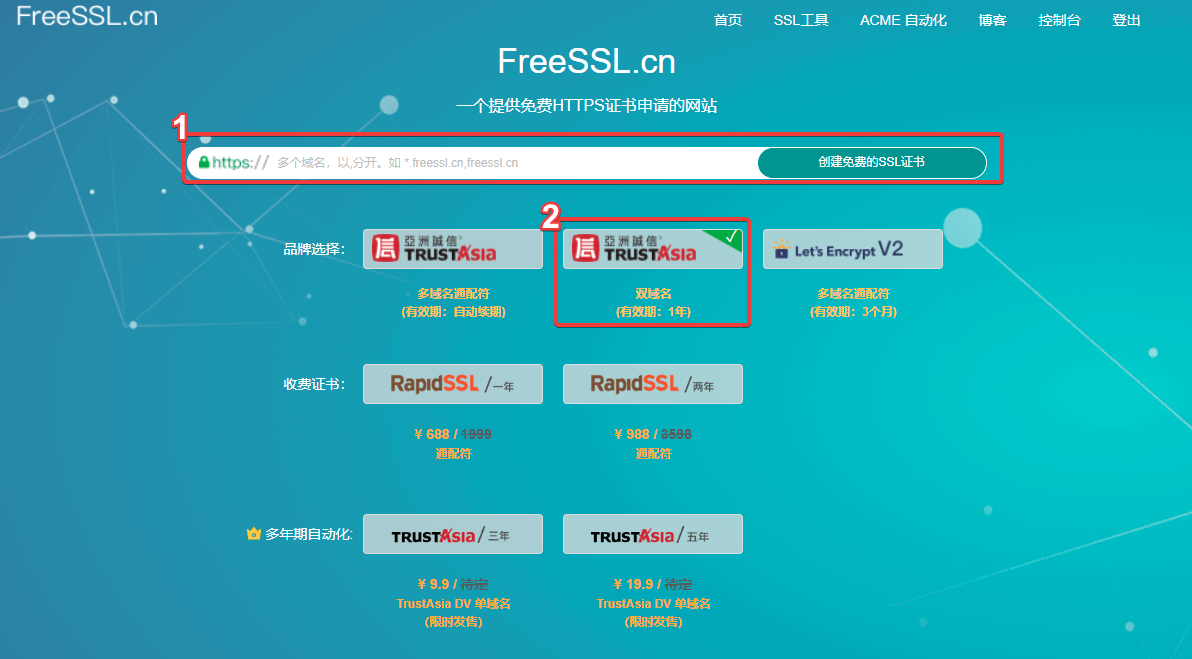 FreeSSL.cn
首页 SSL工具 ACME 自动化 博客 控制台 登出
FreeSSL.cn
一个提供免费HTTPS证书申请的网站
1
https:// 多个域名，以,分开。如 *.freessl.cn,freessl.cn 创建免费的SSL证书
2
品牌选择： 亞洲誠信® TRUSTAsia 亞洲誠信® TRUSTAsia Let's Encrypt V2
多域名通配符 双域名 多域名通配符
(有效期：自动续期) (有效期：1年) (有效期：3个月)
收费证书： RapidSSL /一年 RapidSSL /两年
¥ 688 / 1999 ¥ 988 / 3598
通配符 通配符
多年期自动化: TRUSTAsia/三年 TRUSTAsia/五年
¥ 9.9 / 待定 ¥ 19.9 / 待定
TrustAsia DV 单域名 TrustAsia DV 单域名
(限时发售) (限时发售)